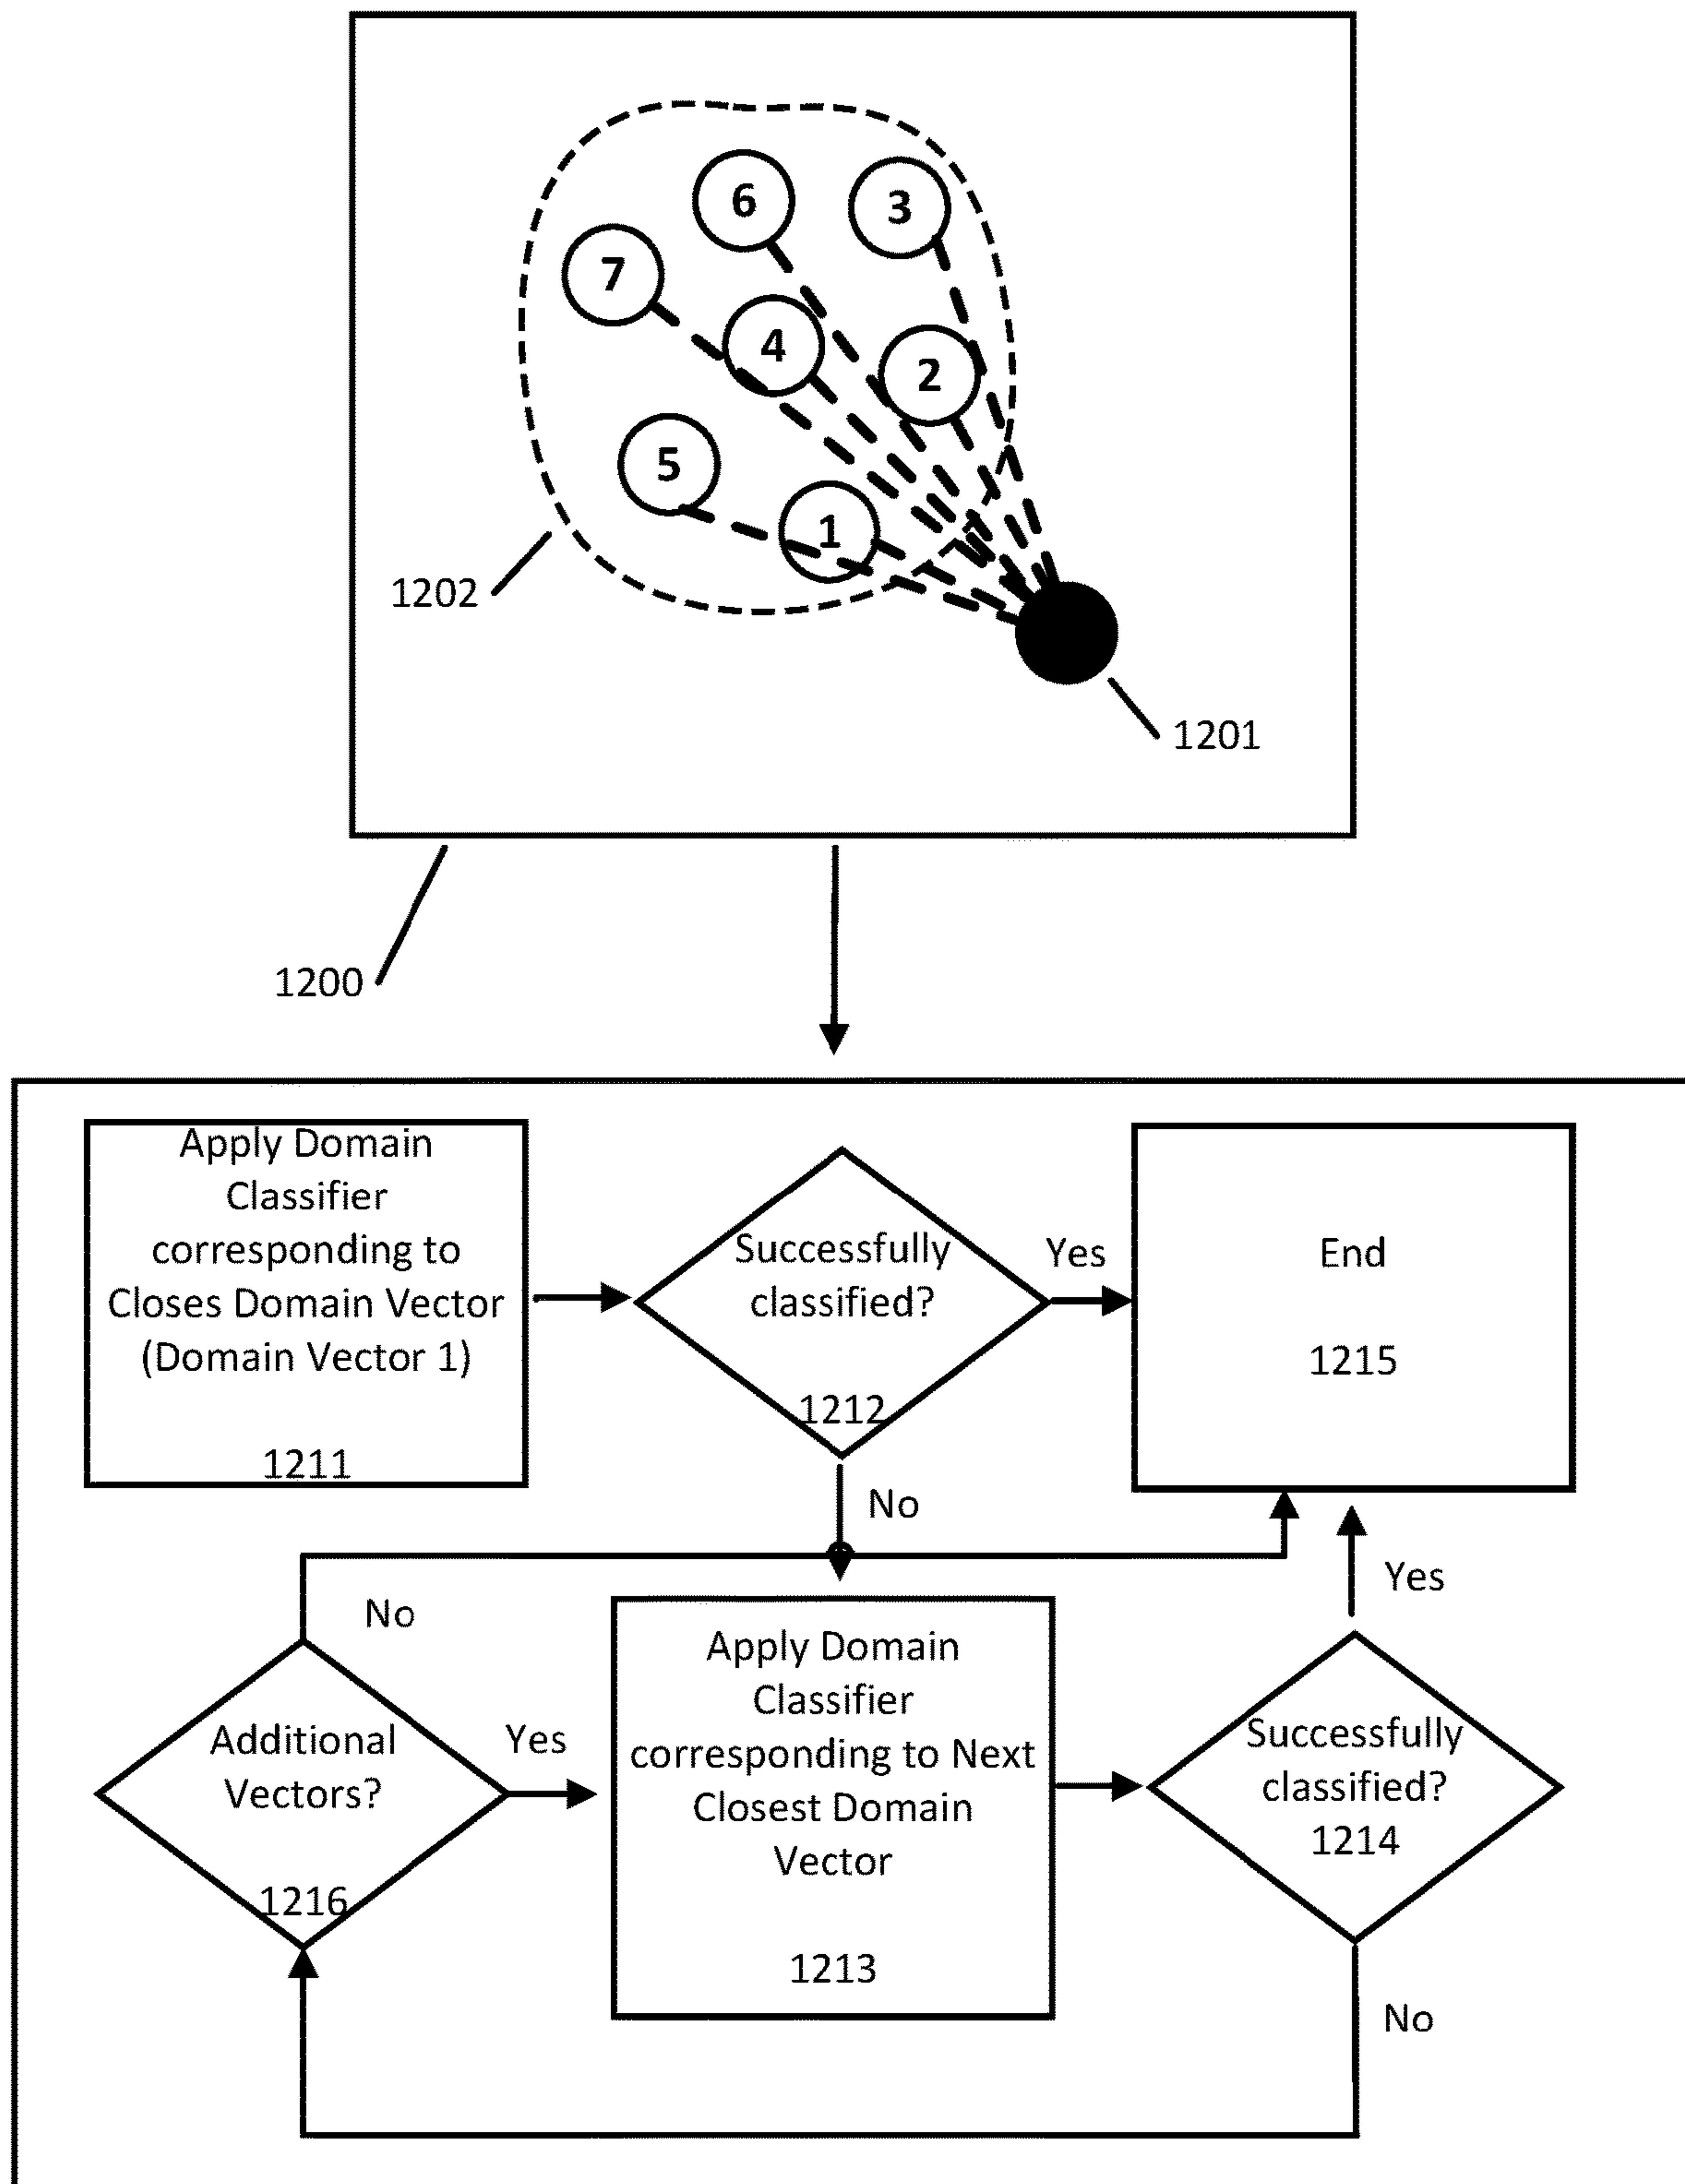 6
3
7
4
2
5
1
1202
1201
1200
Apply Domain
Classifier
corresponding to
Closes Domain Vector
(Domain Vector 1)
1211
Successfully
classified?
1212
Yes
End
1215
No
No
Yes
Additional
Vectors?
1216
Yes
Apply Domain
Classifier
corresponding to Next
Closest Domain
Vector
1213
Successfully
classified?
1214
No